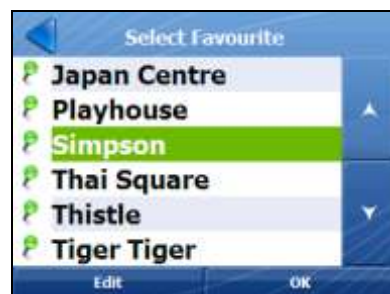 Select Favourite
Japan Centre
Playhouse
Simpson
Thai Square
Thistle
Tiger Tiger
Edit OK